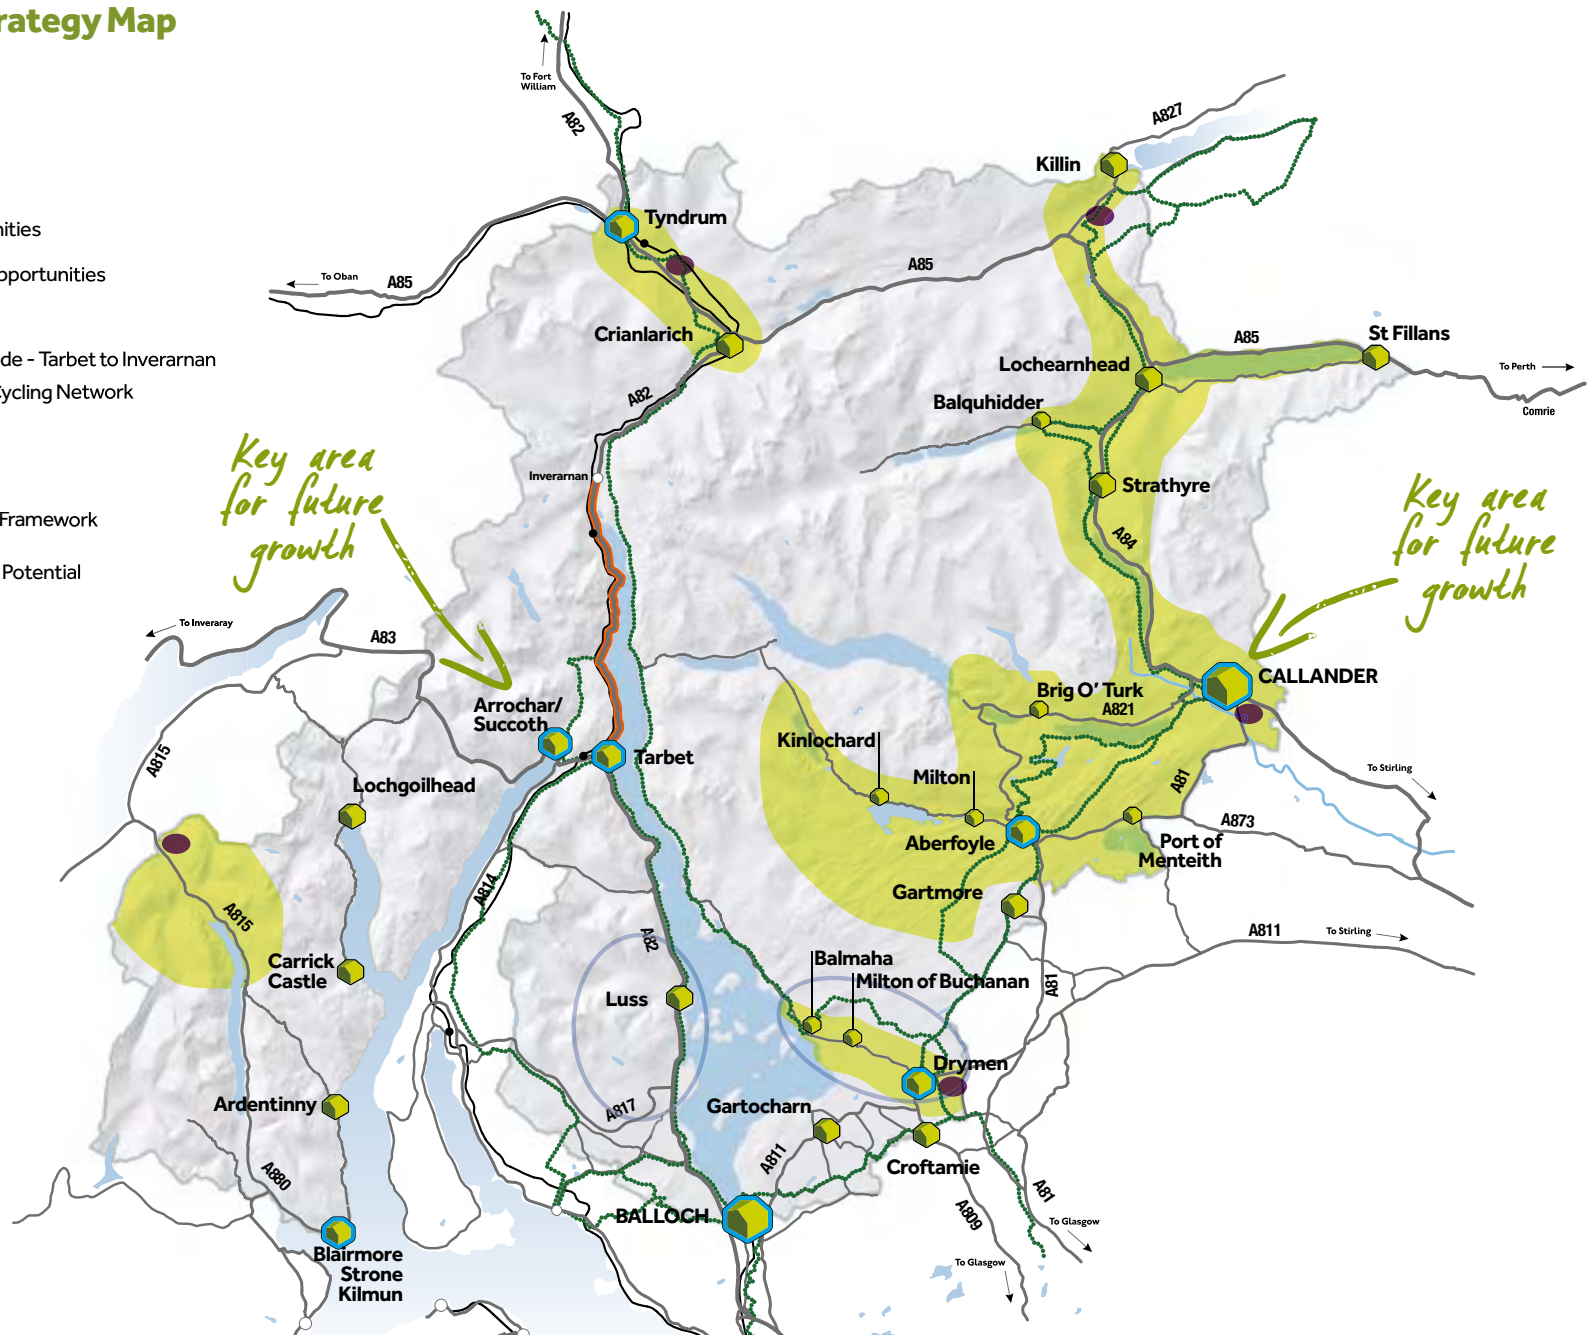 rategy Map
nities
pportunities
de - Tarbet to Inverarnan
Cycling Network
Framework
Potential
To Fort
William
A82
A827
Killin
Tyndrum
To Oban
A85
A85
Crianlarich
A82
A85
St Fillans
Lochearnhead
To Perth
Comrie
Balquhidder
Key area
for future
growth
Inverarnan
Strathyre
A84
Key area
for future
growth
To Inveraray
A83
Arrochar/
Succoth
Tarbet
CALLANDER
Brig O' Turk
A821
Kinlochard
Milton
A815
Lochgoilhead
A81
To Stirling
Aberfoyle
A873
Port of
Menteith
A814
Gartmore
A815
A82
A811
To Stirling
Carrick
Castle
Balmaha
Milton of Buchanan
A81
Luss
Drymen
Ardentinny
A817
Gartocharn
A811
Croftamie
A880
A81
A809
To Glasgow
BALLOCH
To Glasgow
Blairmore
Strone
Kilmun